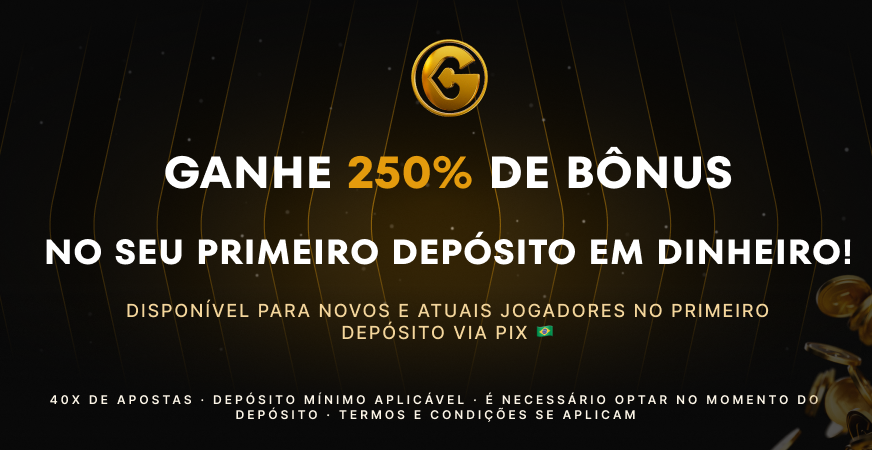 GANHE 250% DE BÔNUS
NO SEU PRIMEIRO DEPÓSITO EM DINHEIRO!
DISPONÍVEL PARA NOVOS E ATUAIS JOGADORES NO PRIMEIRO
DEPÓSITO VIA PIX 🇧🇷
40X DE APOSTAS · DEPÓSITO MÍNIMO APLICÁVEL · É NECESSÁRIO OPTAR NO MOMENTO DO
DEPÓSITO · TERMOS E CONDIÇÕES SE APLICAM